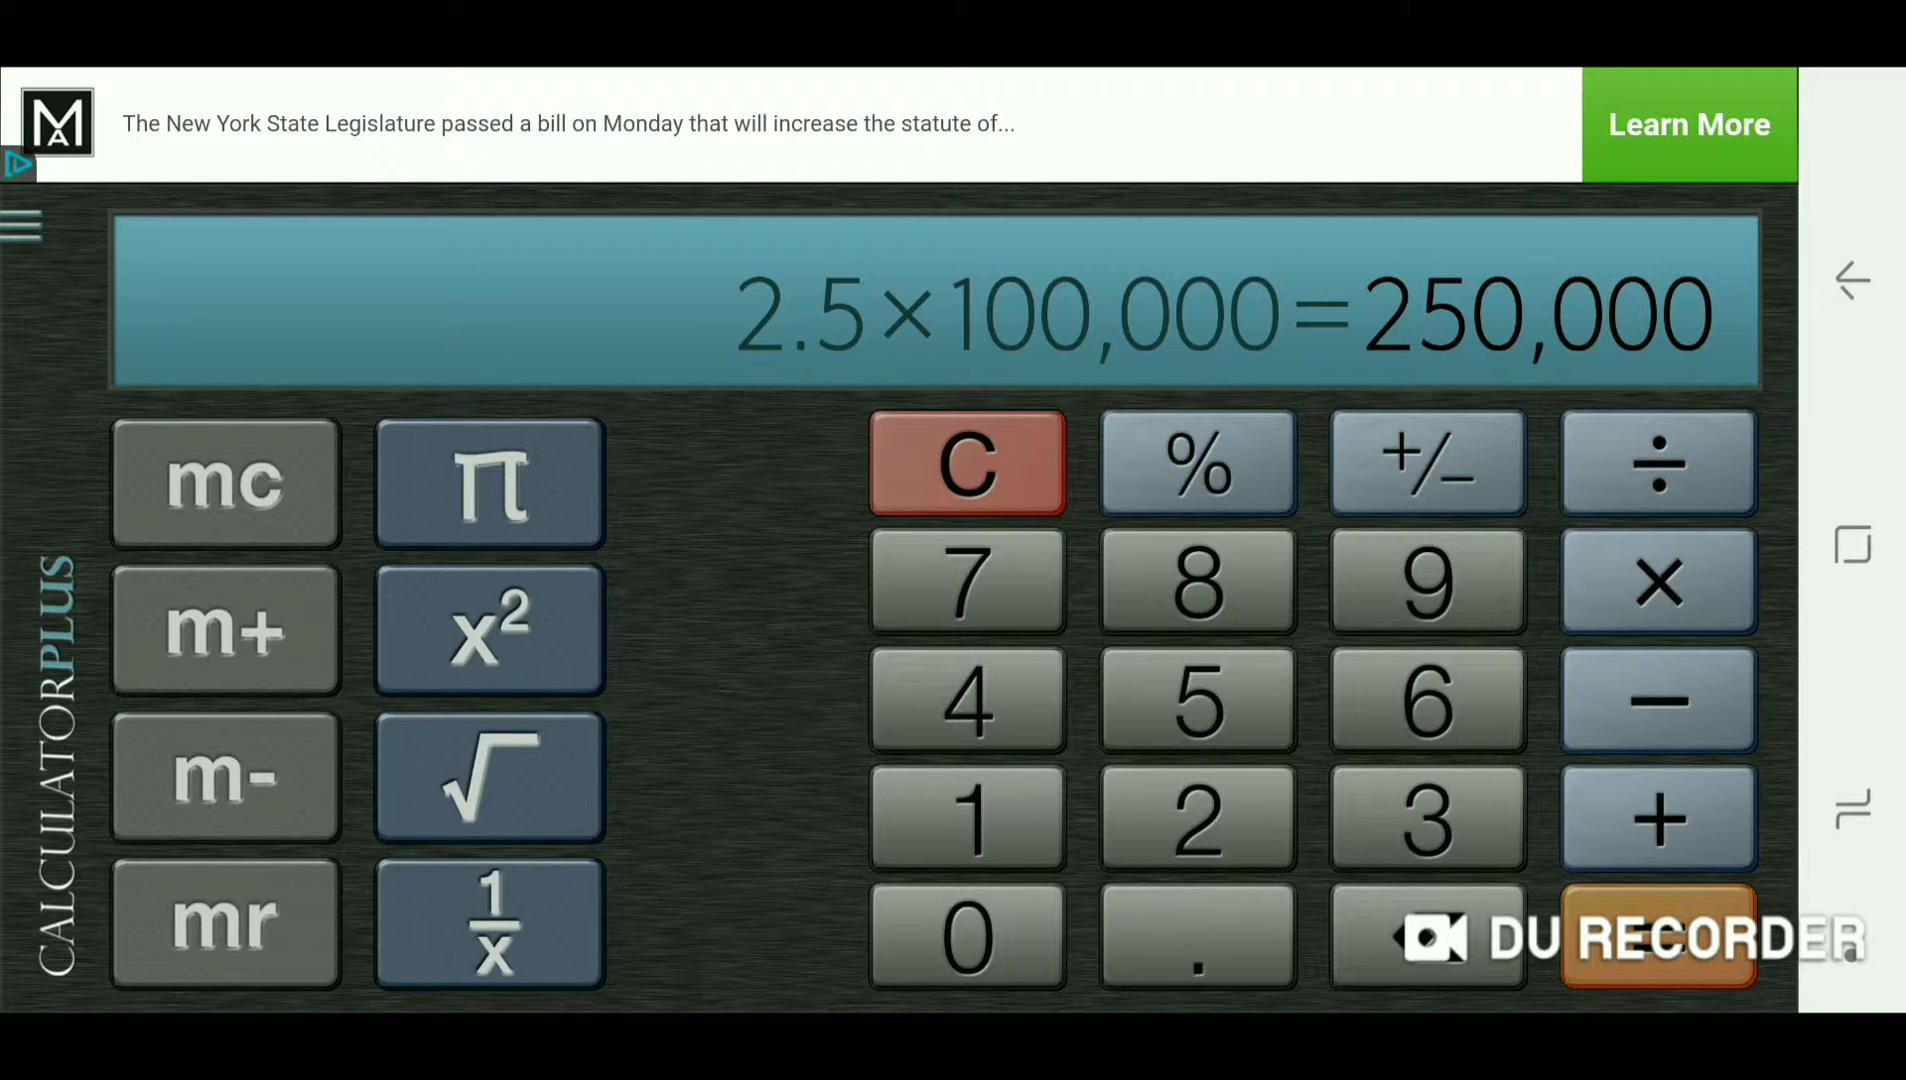 MA
The New York State Legislature passed a bill on Monday that will increase the statute of...
Learn More
2.5×100,000=250,000
CALCULATORPLUS
mc π C % +/− ÷
m+ x² 7 8 9 ×
m- √ 4 5 6 −
1 2 3 +
mr 1/x 0 . =
DU RECORDER